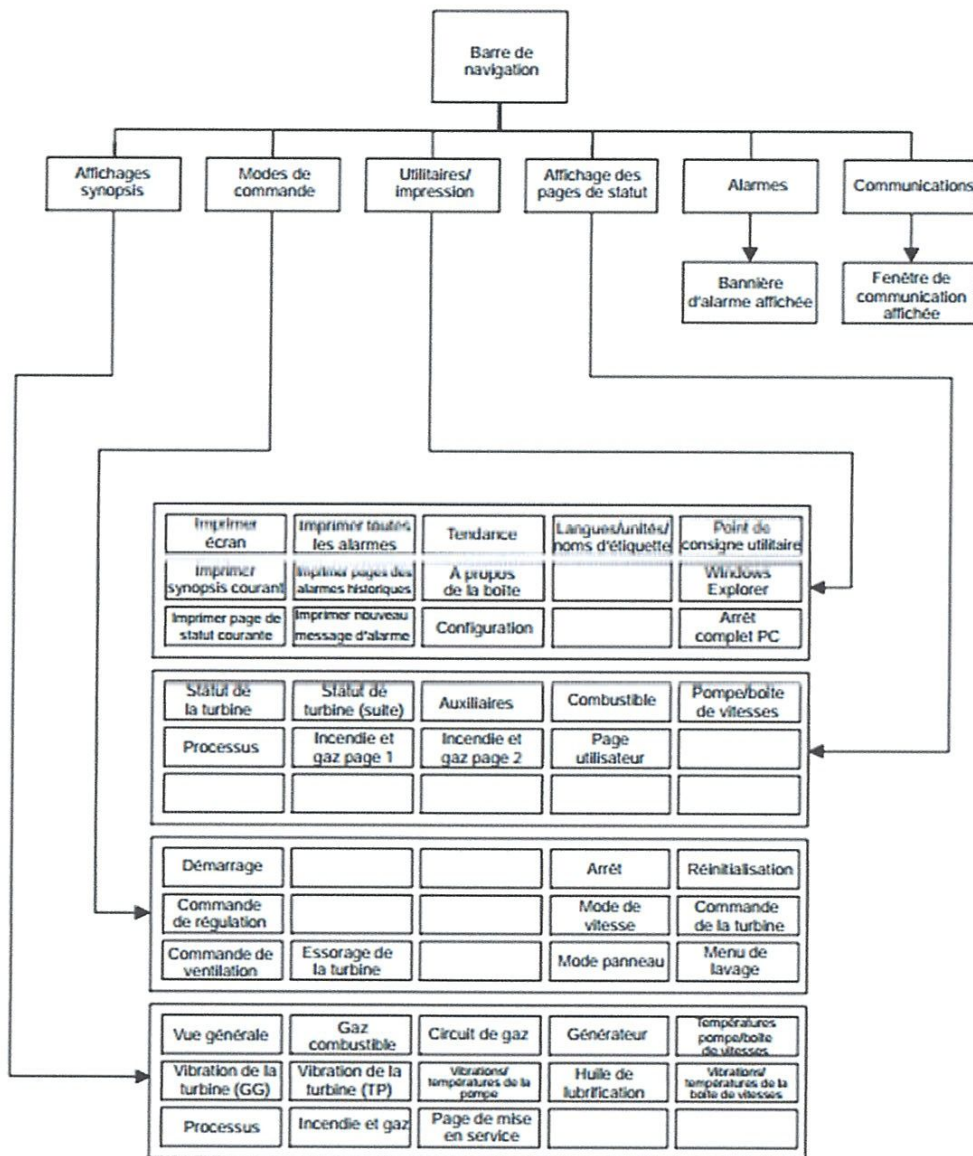 Barre de
navigation
Affichages
synopsis
Modes de
commande
Utilitaires/
impression
Affichage des
pages de statut
Alarmes
Communications
Bannière
d'alarme affichée
Fenêtre de
communication
affichée
Imprimer
écran
Imprimer toutes
les alarmes
Tendance
Langues/unités/
noms d'étiquette
Point de
consigne utilitaire
Imprimer
synopsis courant
Imprimer pages des
alarmes historiques
A propos
de la boîte
Windows
Explorer
Imprimer page de
statut courante
Imprimer nouveau
message d'alarme
Configuration
Arrêt
complet PC
Statut de
la turbine
Statut de
turbine (suite)
Auxiliaires
Combustible
Pompe/boîte
de vitesses
Processus
Incendie et
gaz page 1
Incendie et
gaz page 2
Page
utilisateur
Démarrage
Arrêt
Réinitialisation
Commande
de régulation
Mode de
vitesse
Commande
de la turbine
Commande de
ventilation
Essorage de
la turbine
Mode panneau
Menu de
lavage
Vue générale
Gaz
combustible
Circuit de gaz
Générateur
Températures
pompe/boîte
de vitesses
Vibration de la
turbine (GG)
Vibration de la
turbine (TP)
Vibrations/
températures de la
pompe
Huile de
lubrification
Vibrations/
températures de la
boîte de vitesses
Processus
Incendie et gaz
Page de mise
en service